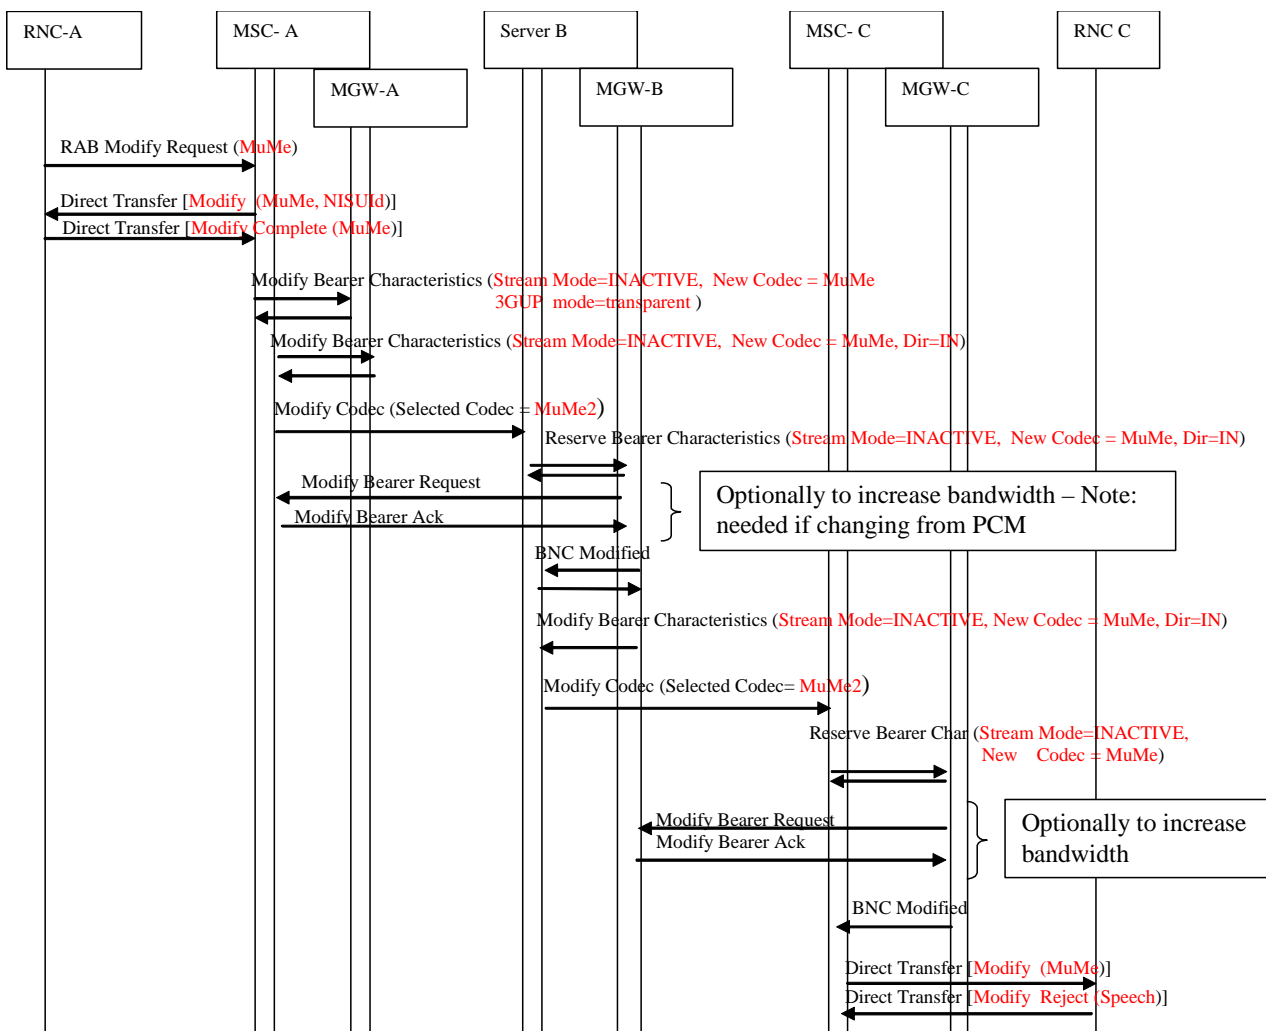 RNC-A
MSC- A
Server B
MSC- C
RNC C
MGW-A
MGW-B
MGW-C
RAB Modify Request (MuMe)
Direct Transfer [Modify (MuMe, NISUId)]
Direct Transfer [Modify Complete (MuMe)]
Modify Bearer Characteristics (Stream Mode=INACTIVE, New Codec = MuMe
3GUP mode=transparent )
Modify Bearer Characteristics (Stream Mode=INACTIVE, New Codec = MuMe, Dir=IN)
Modify Codec (Selected Codec = MuMe2)
Reserve Bearer Characteristics (Stream Mode=INACTIVE, New Codec = MuMe, Dir=IN)
Modify Bearer Request
Optionally to increase bandwidth – Note:
needed if changing from PCM
Modify Bearer Ack
BNC Modified
Modify Bearer Characteristics (Stream Mode=INACTIVE, New Codec = MuMe, Dir=IN)
Modify Codec (Selected Codec= MuMe2)
Reserve Bearer Char (Stream Mode=INACTIVE,
New Codec = MuMe)
Modify Bearer Request
Modify Bearer Ack
Optionally to increase
bandwidth
BNC Modified
Direct Transfer [Modify (MuMe)]
Direct Transfer [Modify Reject (Speech)]